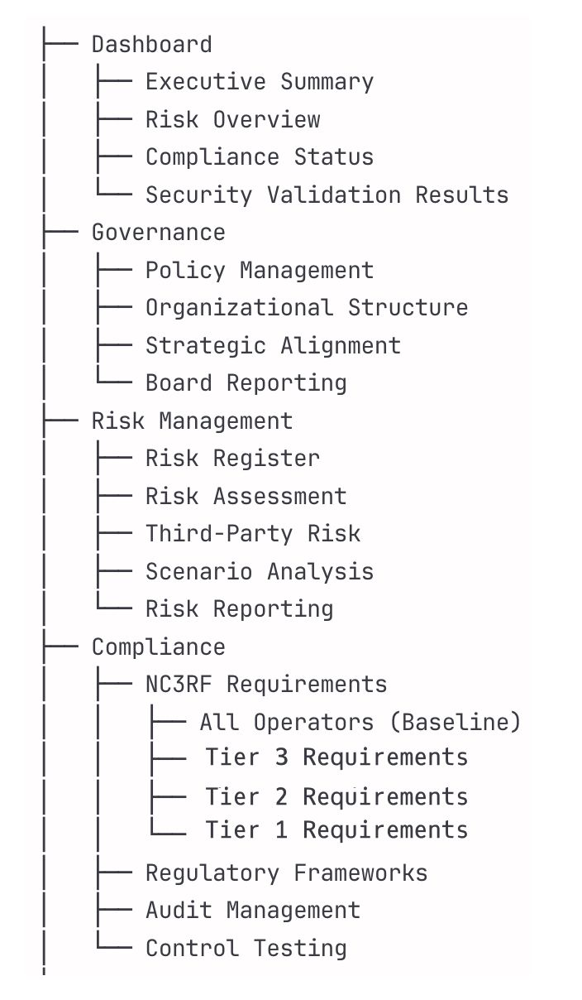 ├── Dashboard
│   ├── Executive Summary
│   ├── Risk Overview
│   ├── Compliance Status
│   └── Security Validation Results
├── Governance
│   ├── Policy Management
│   ├── Organizational Structure
│   ├── Strategic Alignment
│   └── Board Reporting
├── Risk Management
│   ├── Risk Register
│   ├── Risk Assessment
│   ├── Third-Party Risk
│   ├── Scenario Analysis
│   └── Risk Reporting
├── Compliance
│   ├── NC3RF Requirements
│   │   ├── All Operators (Baseline)
│   │   ├── Tier 3 Requirements
│   │   ├── Tier 2 Requirements
│   │   └── Tier 1 Requirements
│   ├── Regulatory Frameworks
│   ├── Audit Management
│   └── Control Testing